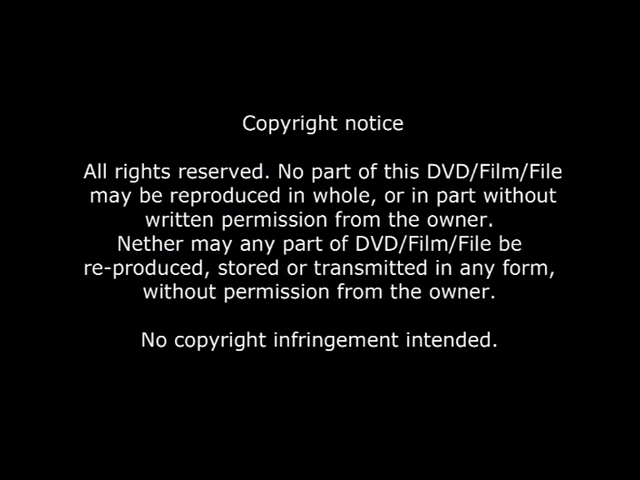 Copyright notice
All rights reserved. No part of this DVD/Film/File
may be reproduced in whole, or in part without
written permission from the owner.
Nether may any part of DVD/Film/File be
re-produced, stored or transmitted in any form,
without permission from the owner.
No copyright infringement intended.